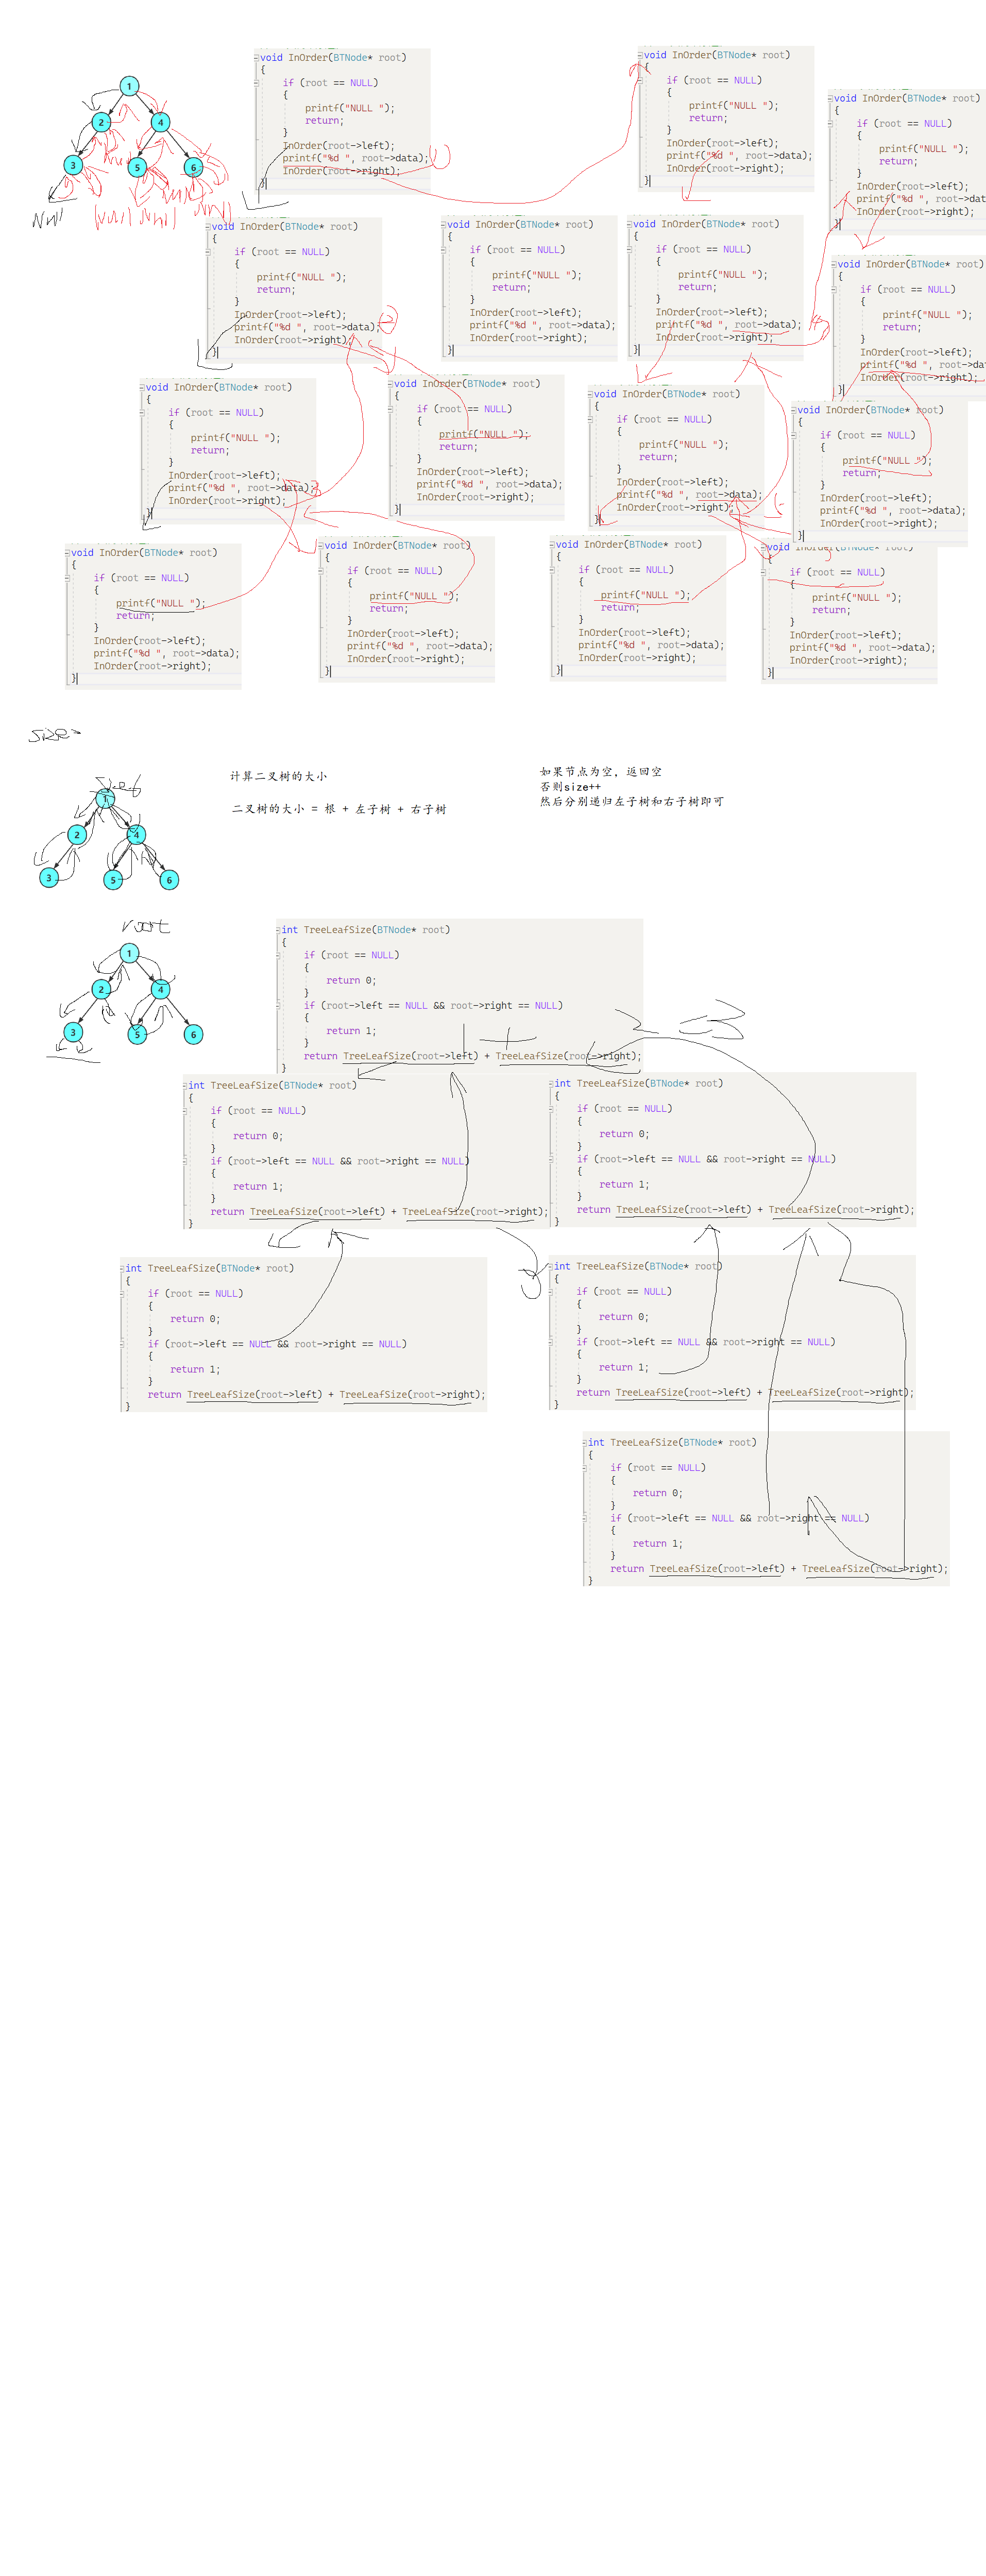 1
2
4
3
5
6
NUll
NUll
NUll
void InOrder(BTNode* root)
{
if (root == NULL)
{
printf("NULL ");
return;
}
InOrder(root->left);
printf("%d ", root->data);
InOrder(root->right);
}
void InOrder(BTNode* root)
{
if (root == NULL)
{
printf("NULL ");
return;
}
InOrder(root->left);
printf("%d ", root->data);
InOrder(root->right);
}
void InOrder(BTNode* root)
{
if (root == NULL)
{
printf("NULL ");
return;
}
InOrder(root->left);
printf("%d ", root->dat
InOrder(root->right);
}
void InOrder(BTNode* root)
{
if (root == NULL)
{
printf("NULL ");
return;
}
InOrder(root->left);
printf("%d ", root->data);
InOrder(root->right);
}
void InOrder(BTNode* root)
{
if (root == NULL)
{
printf("NULL ");
return;
}
InOrder(root->left);
printf("%d ", root->data);
InOrder(root->right);
}
void InOrder(BTNode* root)
{
if (root == NULL)
{
printf("NULL ");
return;
}
InOrder(root->left);
printf("%d ", root->data);
InOrder(root->right);
}
void InOrder(BTNode* root)
{
if (root == NULL)
{
printf("NULL ");
return;
}
InOrder(root->left);
printf("%d ", root->dat
InOrder(root->right);
}
void InOrder(BTNode* root)
{
if (root == NULL)
{
printf("NULL ");
return;
}
InOrder(root->left);
printf("%d ", root->data);
InOrder(root->right);
}
void InOrder(BTNode* root)
{
if (root == NULL)
{
printf("NULL ");
return;
}
InOrder(root->left);
printf("%d ", root->data);
InOrder(root->right);
}
void InOrder(BTNode* root)
{
if (root == NULL)
{
printf("NULL ");
return;
}
InOrder(root->left);
printf("%d ", root->data);
InOrder(root->right);
}
void InOrder(BTNode* root)
{
if (root == NULL)
{
printf("NULL ");
return;
}
InOrder(root->left);
printf("%d ", root->data);
InOrder(root->right);
}
void InOrder(BTNode* root)
{
if (root == NULL)
{
printf("NULL ");
return;
}
InOrder(root->left);
printf("%d ", root->data);
InOrder(root->right);
}
void InOrder(BTNode* root)
{
if (root == NULL)
{
printf("NULL ");
return;
}
InOrder(root->left);
printf("%d ", root->data);
InOrder(root->right);
}
void InOrder(BTNode* root)
{
if (root == NULL)
{
printf("NULL ");
return;
}
InOrder(root->left);
printf("%d ", root->data);
InOrder(root->right);
}
void InOrder(BTNode* root)
{
if (root == NULL)
{
printf("NULL ");
return;
}
InOrder(root->left);
printf("%d ", root->data);
InOrder(root->right);
}
size
1
2
4
3
5
6
计算二叉树的大小
二叉树的大小 = 根 + 左子树 + 右子树
如果节点为空，返回空
否则size++
然后分别递归左子树和右子树即可
root
1
2
4
3
5
6
int TreeLeafSize(BTNode* root)
{
if (root == NULL)
{
return 0;
}
if (root->left == NULL && root->right == NULL)
{
return 1;
}
return TreeLeafSize(root->left) + TreeLeafSize(root->right);
}
int TreeLeafSize(BTNode* root)
{
if (root == NULL)
{
return 0;
}
if (root->left == NULL && root->right == NULL)
{
return 1;
}
return TreeLeafSize(root->left) + TreeLeafSize(root->right);
}
int TreeLeafSize(BTNode* root)
{
if (root == NULL)
{
return 0;
}
if (root->left == NULL && root->right == NULL)
{
return 1;
}
return TreeLeafSize(root->left) + TreeLeafSize(root->right);
}
int TreeLeafSize(BTNode* root)
{
if (root == NULL)
{
return 0;
}
if (root->left == NULL && root->right == NULL)
{
return 1;
}
return TreeLeafSize(root->left) + TreeLeafSize(root->right);
}
int TreeLeafSize(BTNode* root)
{
if (root == NULL)
{
return 0;
}
if (root->left == NULL && root->right == NULL)
{
return 1;
}
return TreeLeafSize(root->left) + TreeLeafSize(root->right);
}
int TreeLeafSize(BTNode* root)
{
if (root == NULL)
{
return 0;
}
if (root->left == NULL && root->right == NULL)
{
return 1;
}
return TreeLeafSize(root->left) + TreeLeafSize(root->right);
}